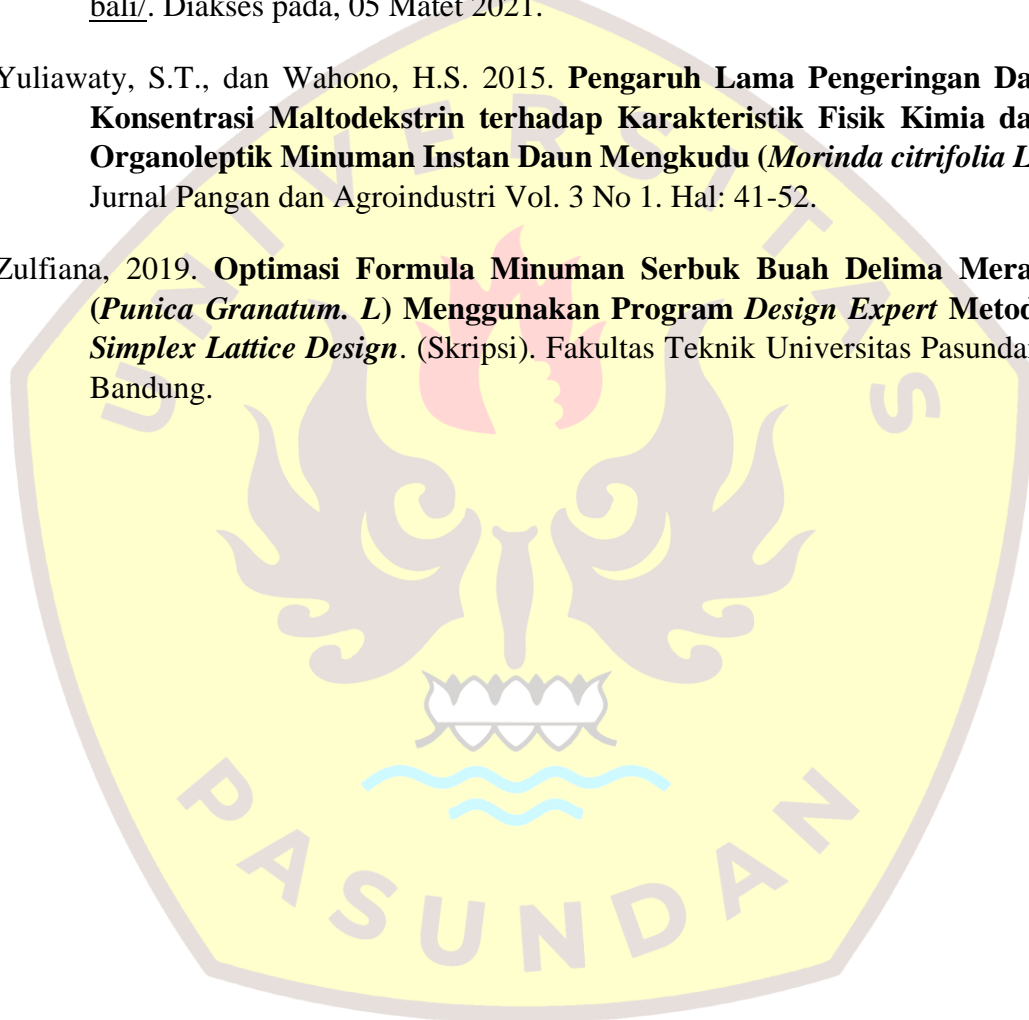 bali/. Diakses pada, 05 Matet 2021.
Yuliawaty, S.T., dan Wahono, H.S. 2015. Pengaruh Lama Pengeringan Da
Konsentrasi Maltodekstrin terhadap Karakteristik Fisik Kimia da
Organoleptik Minuman Instan Daun Mengkudu (Morinda citrifolia L
Jurnal Pangan dan Agroindustri Vol. 3 No 1. Hal: 41-52.
Zulfiana, 2019. Optimasi Formula Minuman Serbuk Buah Delima Mera
(Punica Granatum. L) Menggunakan Program Design Expert Metod
Simplex Lattice Design. (Skripsi). Fakultas Teknik Universitas Pasunda
Bandung.
UNIVERSITAS
PASUNDAN